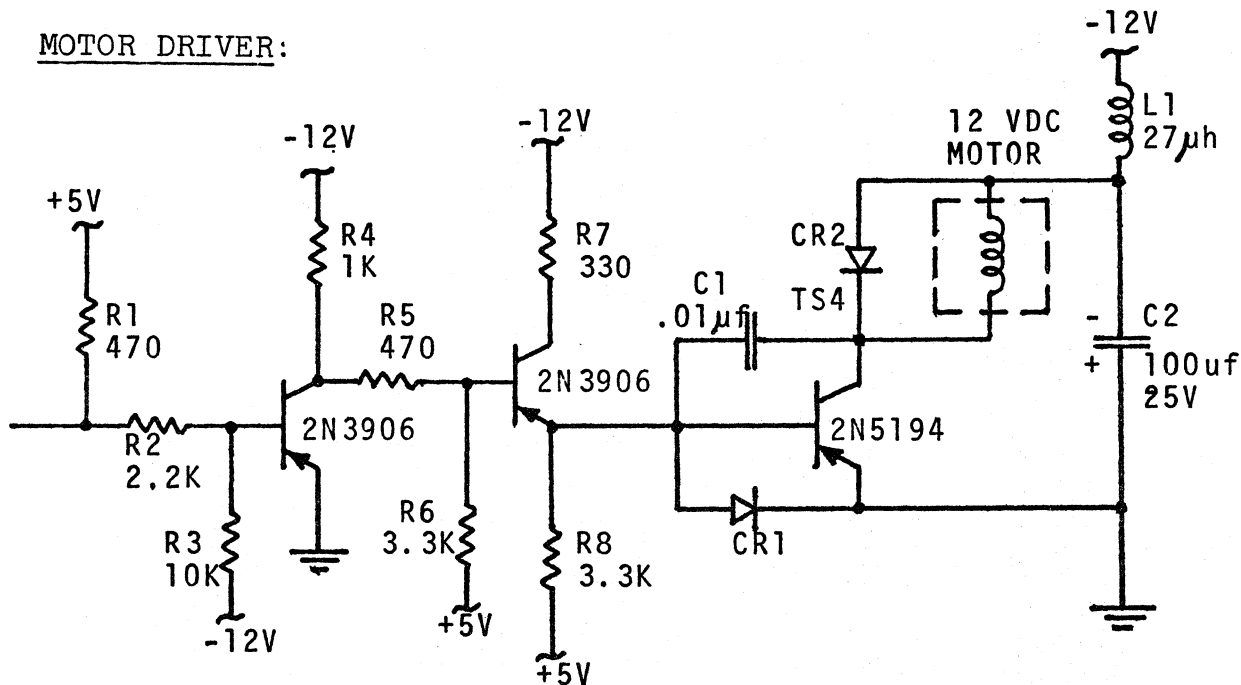 MOTOR DRIVER:
-12V
-12V
-12V
+5V
R1
470
R4
1K
R7
330
12 VDC
MOTOR
L1
27μh
CR2
TS4
C1
.01μf
R5
470
2N3906
2N3906
2N5194
-
+
C2
100uf
25V
R2
2.2K
R3
10K
-12V
R6
3.3K
+5V
R8
3.3K
+5V
CR1